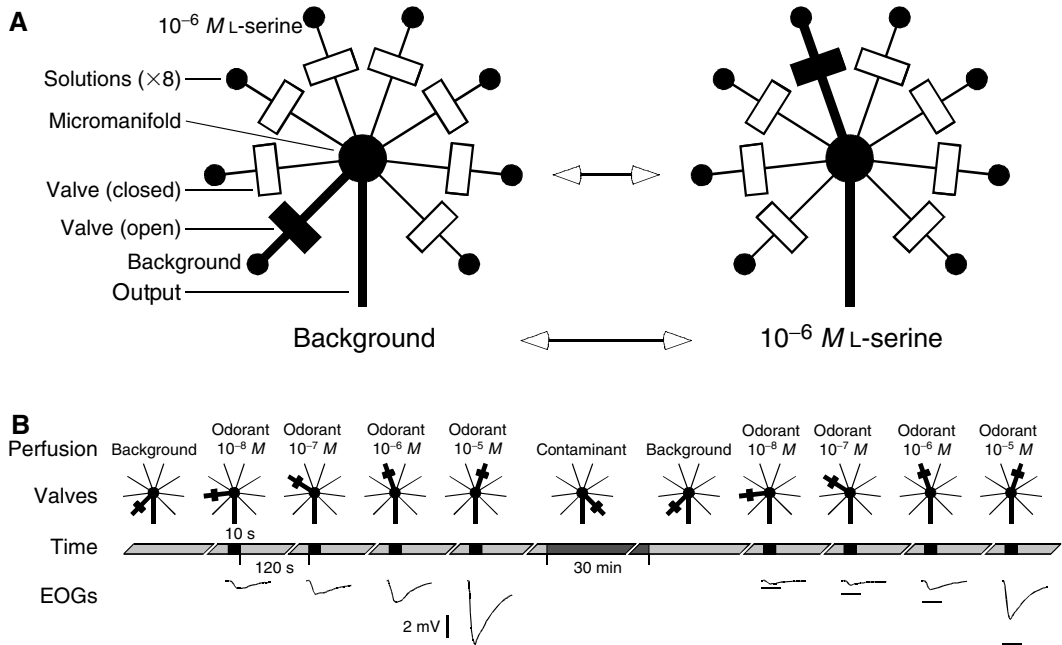 A
10⁻⁶ M L-serine
Solutions (×8)
Micromanifold
Valve (closed)
Valve (open)
Background
Output
Background
10⁻⁶ M L-serine
B
Perfusion
Background
Odorant
10⁻⁸ M
Odorant
10⁻⁷ M
Odorant
10⁻⁶ M
Odorant
10⁻⁵ M
Contaminant
Background
Odorant
10⁻⁸ M
Odorant
10⁻⁷ M
Odorant
10⁻⁶ M
Odorant
10⁻⁵ M
Valves
10 s
Time
120 s
30 min
EOGs
2 mV